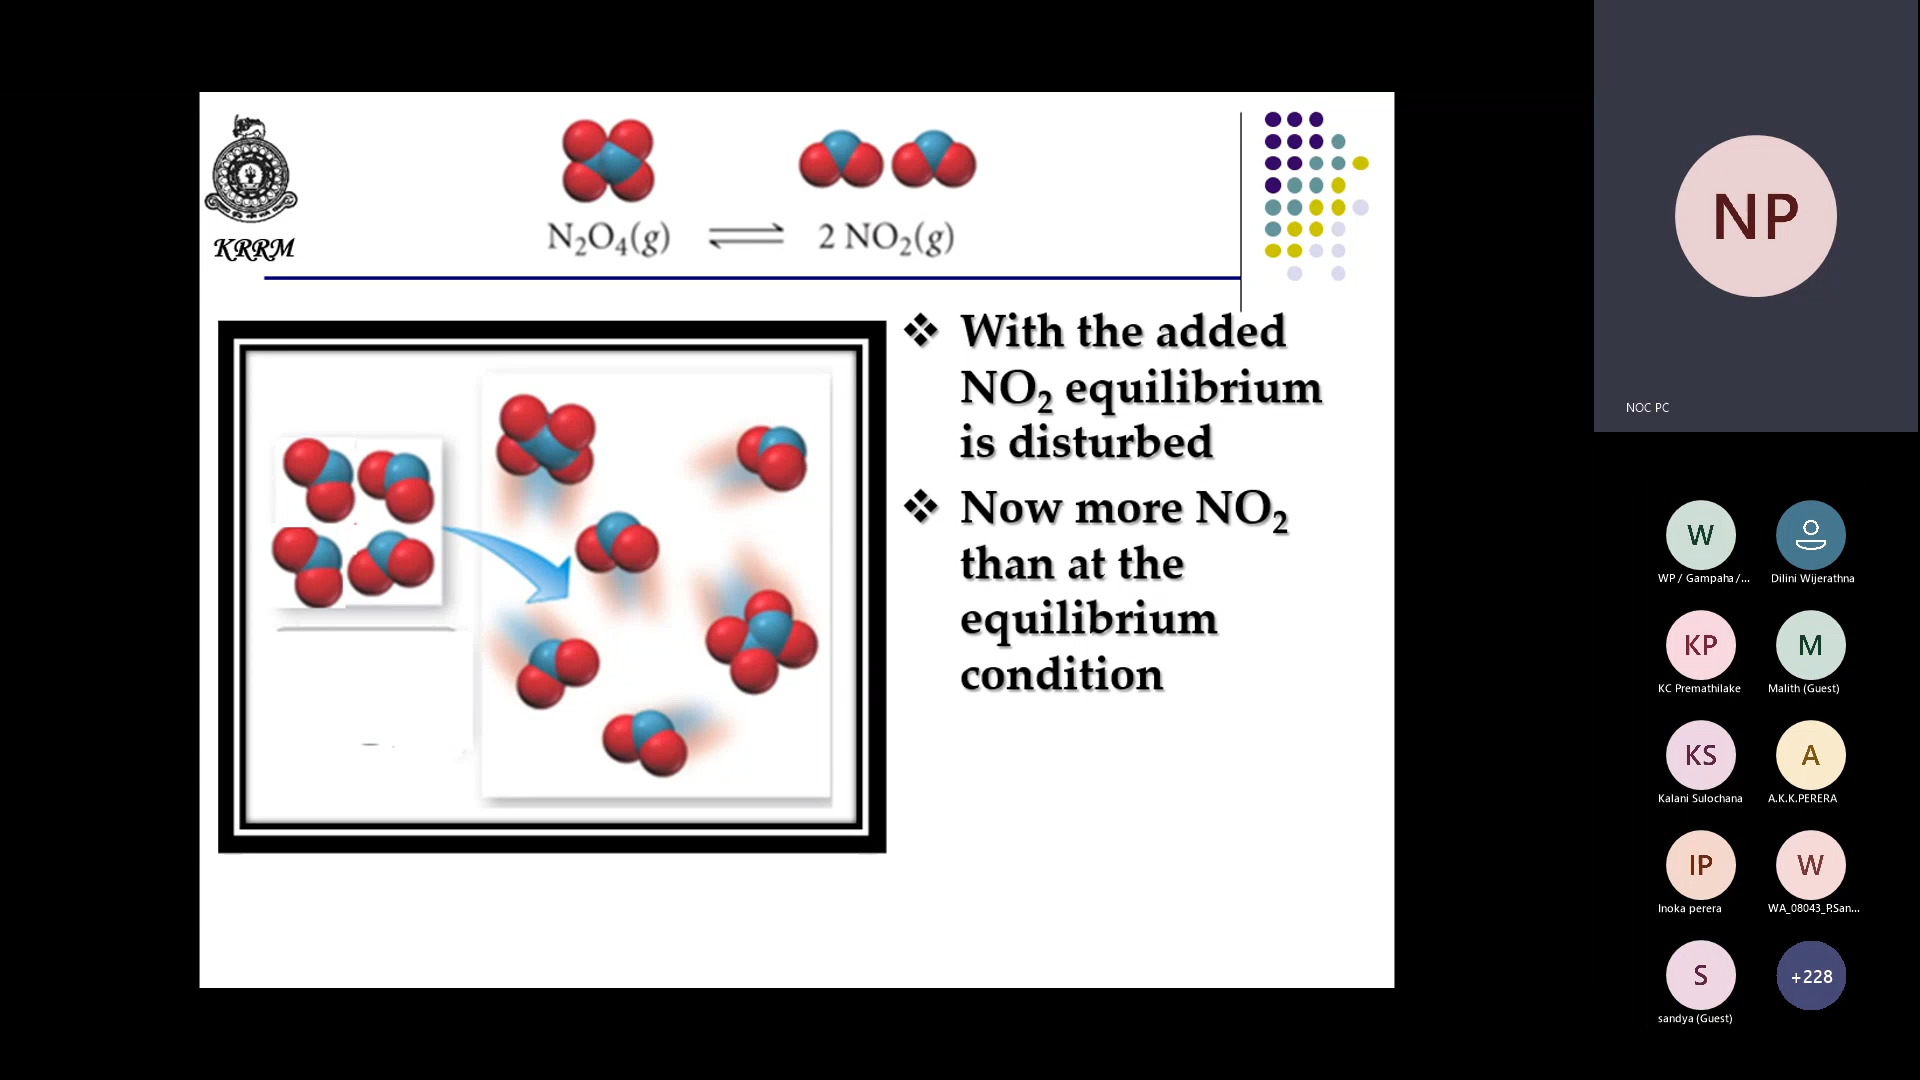 KRRM
N₂O₄(g) ⇌ 2 NO₂(g)
❖ With the added
NO₂ equilibrium
is disturbed
❖ Now more NO₂
than at the
equilibrium
condition
NP
NOC PC
W
WP / Gampaha /...
Dilini Wijerathna
KP
KC Premathilake
M
Malith (Guest)
KS
Kalani Sulochana
A
A.K.K.PERERA
IP
Inoka perera
W
WA_08043_P.San...
S
sandya (Guest)
+228